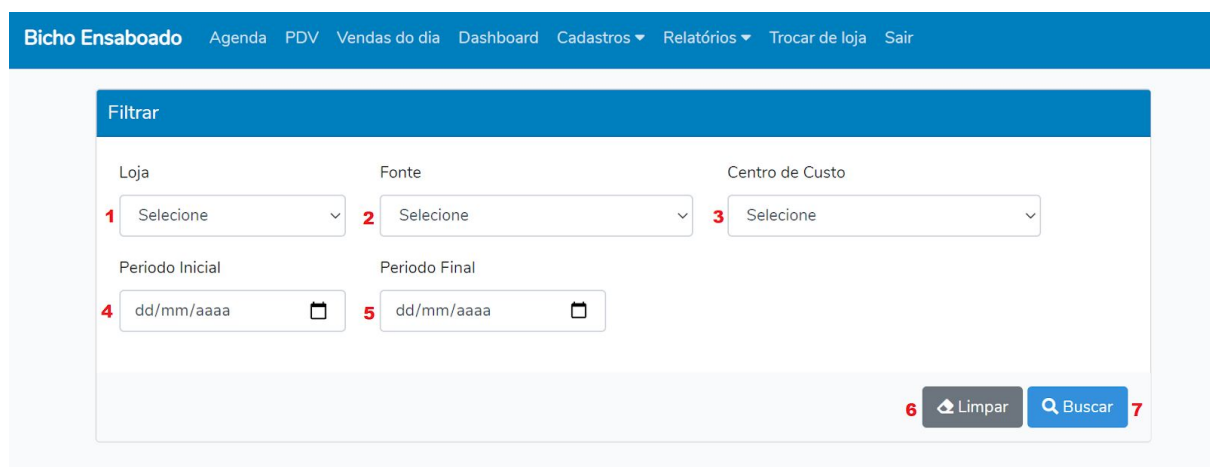 Bicho Ensaboado Agenda PDV Vendas do dia Dashboard Cadastros Relatórios Trocar de loja Sair
Filtrar
Loja Fonte Centro de Custo
1 Selecione 2 Selecione 3 Selecione
Periodo Inicial Periodo Final
4 dd/mm/aaaa 5 dd/mm/aaaa
6 Limpar Buscar 7